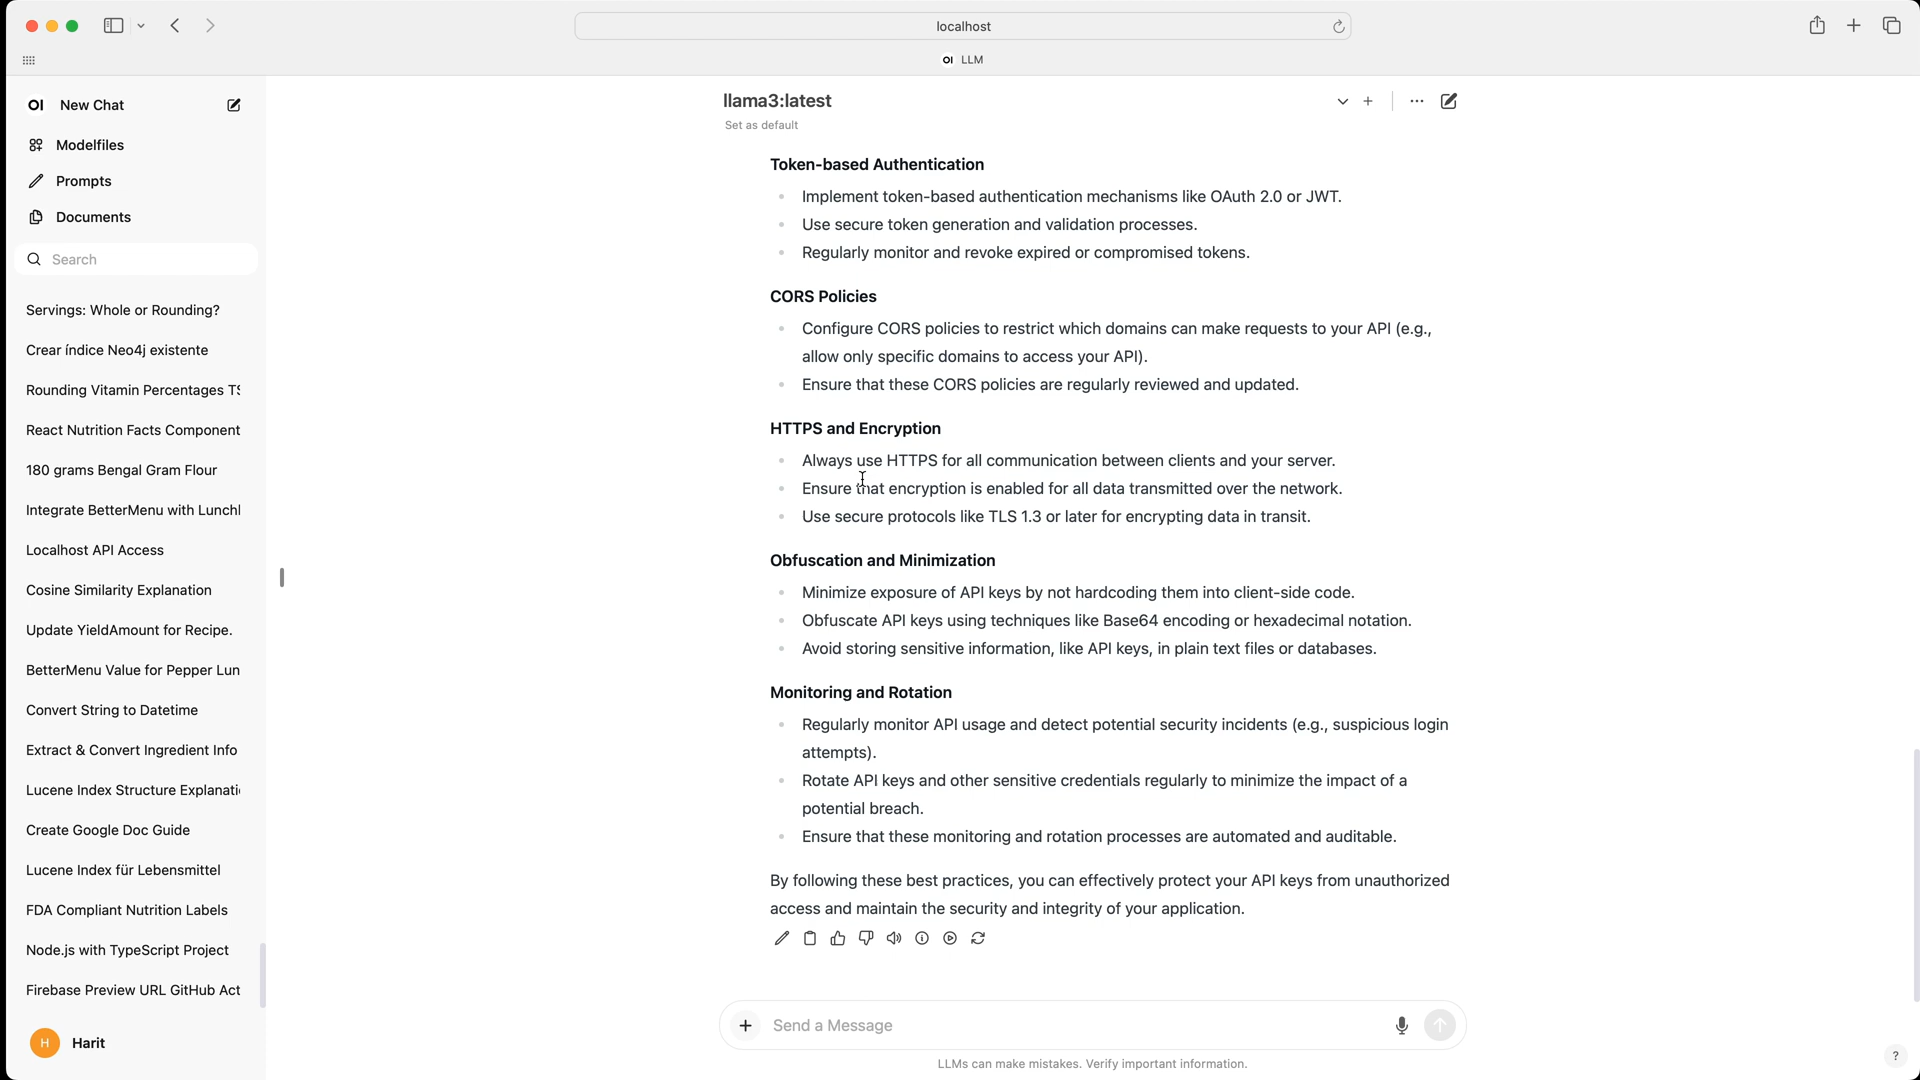 localhost
OI LLM
OI New Chat
Modelfiles
Prompts
Documents
Search
Servings: Whole or Rounding?
Crear índice Neo4j existente
Rounding Vitamin Percentages TS
React Nutrition Facts Component
180 grams Bengal Gram Flour
Integrate BetterMenu with Lunch
Localhost API Access
Cosine Similarity Explanation
Update YieldAmount for Recipe.
BetterMenu Value for Pepper Lun
Convert String to Datetime
Extract & Convert Ingredient Info
Lucene Index Structure Explanati
Create Google Doc Guide
Lucene Index für Lebensmittel
FDA Compliant Nutrition Labels
Node.js with TypeScript Project
Firebase Preview URL GitHub Act
H Harit
llama3:latest
Set as default
Token-based Authentication
Implement token-based authentication mechanisms like OAuth 2.0 or JWT.
Use secure token generation and validation processes.
Regularly monitor and revoke expired or compromised tokens.
CORS Policies
Configure CORS policies to restrict which domains can make requests to your API (e.g.,
allow only specific domains to access your API).
Ensure that these CORS policies are regularly reviewed and updated.
HTTPS and Encryption
Always use HTTPS for all communication between clients and your server.
Ensure that encryption is enabled for all data transmitted over the network.
Use secure protocols like TLS 1.3 or later for encrypting data in transit.
Obfuscation and Minimization
Minimize exposure of API keys by not hardcoding them into client-side code.
Obfuscate API keys using techniques like Base64 encoding or hexadecimal notation.
Avoid storing sensitive information, like API keys, in plain text files or databases.
Monitoring and Rotation
Regularly monitor API usage and detect potential security incidents (e.g., suspicious login
attempts).
Rotate API keys and other sensitive credentials regularly to minimize the impact of a
potential breach.
Ensure that these monitoring and rotation processes are automated and auditable.
By following these best practices, you can effectively protect your API keys from unauthorized
access and maintain the security and integrity of your application.
Send a Message
LLMs can make mistakes. Verify important information.
?